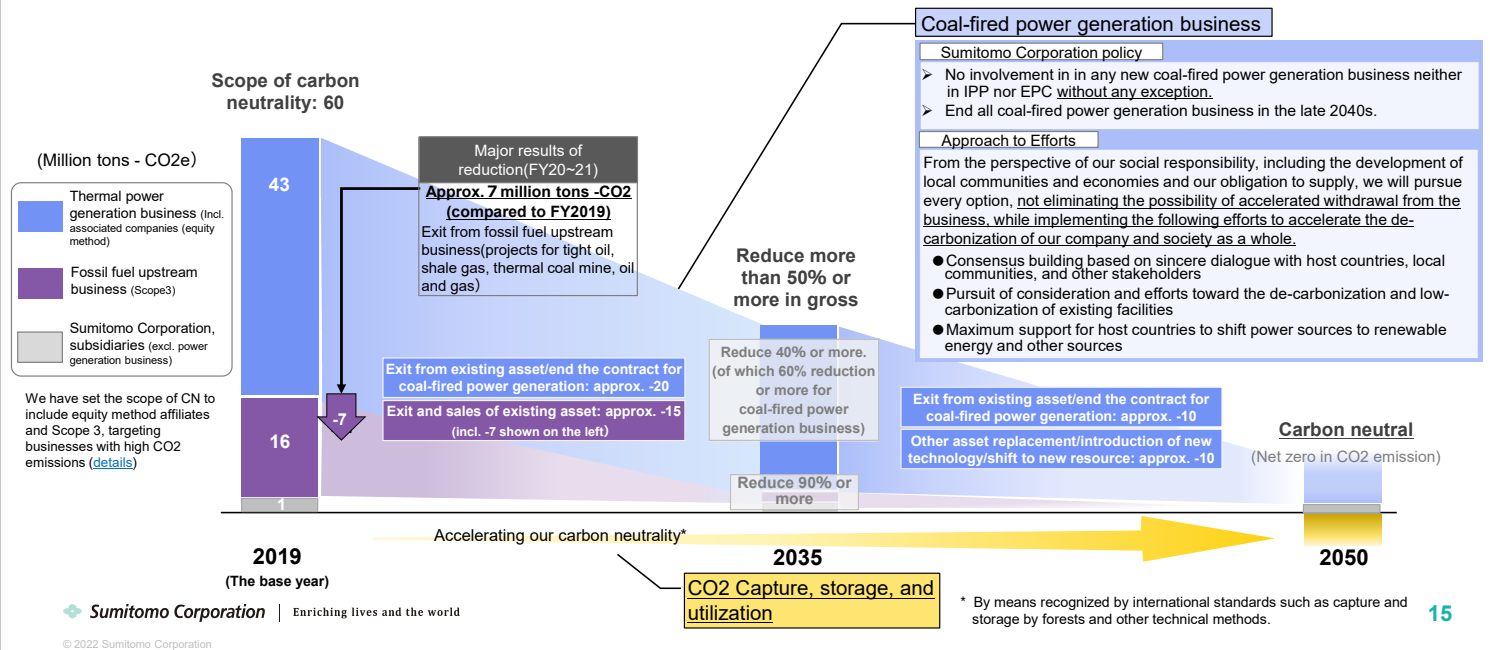 Coal-fired power generation business
Sumitomo Corporation policy
➢ No involvement in in any new coal-fired power generation business neither
in IPP nor EPC without any exception.
➢ End all coal-fired power generation business in the late 2040s.
Approach to Efforts
From the perspective of our social responsibility, including the development of
local communities and economies and our obligation to supply, we will pursue
every option, not eliminating the possibility of accelerated withdrawal from the
business, while implementing the following efforts to accelerate the de-
carbonization of our company and society as a whole.
●Consensus building based on sincere dialogue with host countries, local
communities, and other stakeholders
●Pursuit of consideration and efforts toward the de-carbonization and low-
carbonization of existing facilities
●Maximum support for host countries to shift power sources to renewable
energy and other sources
Scope of carbon
neutrality: 60
(Million tons - CO2e)
Thermal power
generation business (Incl.
associated companies (equity
method)
Fossil fuel upstream
business (Scope3)
Sumitomo Corporation,
subsidiaries (excl. power
generation business)
We have set the scope of CN to
include equity method affiliates
and Scope 3, targeting
businesses with high CO2
emissions (details)
43
16
1
-7
Major results of
reduction(FY20~21)
Approx. 7 million tons -CO2
(compared to FY2019)
Exit from fossil fuel upstream
business(projects for tight oil,
shale gas, thermal coal mine, oil
and gas)
Exit from existing asset/end the contract for
coal-fired power generation: approx. -20
Exit and sales of existing asset: approx. -15
(incl. -7 shown on the left)
Reduce more
than 50% or
more in gross
Reduce 40% or more.
(of which 60% reduction
or more for
coal-fired power
generation business)
Reduce 90% or
more
Exit from existing asset/end the contract for
coal-fired power generation: approx. -10
Other asset replacement/introduction of new
technology/shift to new resource: approx. -10
Carbon neutral
(Net zero in CO2 emission)
Accelerating our carbon neutrality*
2019
(The base year)
2035
2050
CO2 Capture, storage, and
utilization
* By means recognized by international standards such as capture and
storage by forests and other technical methods.
Sumitomo Corporation | Enriching lives and the world
15
© 2022 Sumitomo Corporation